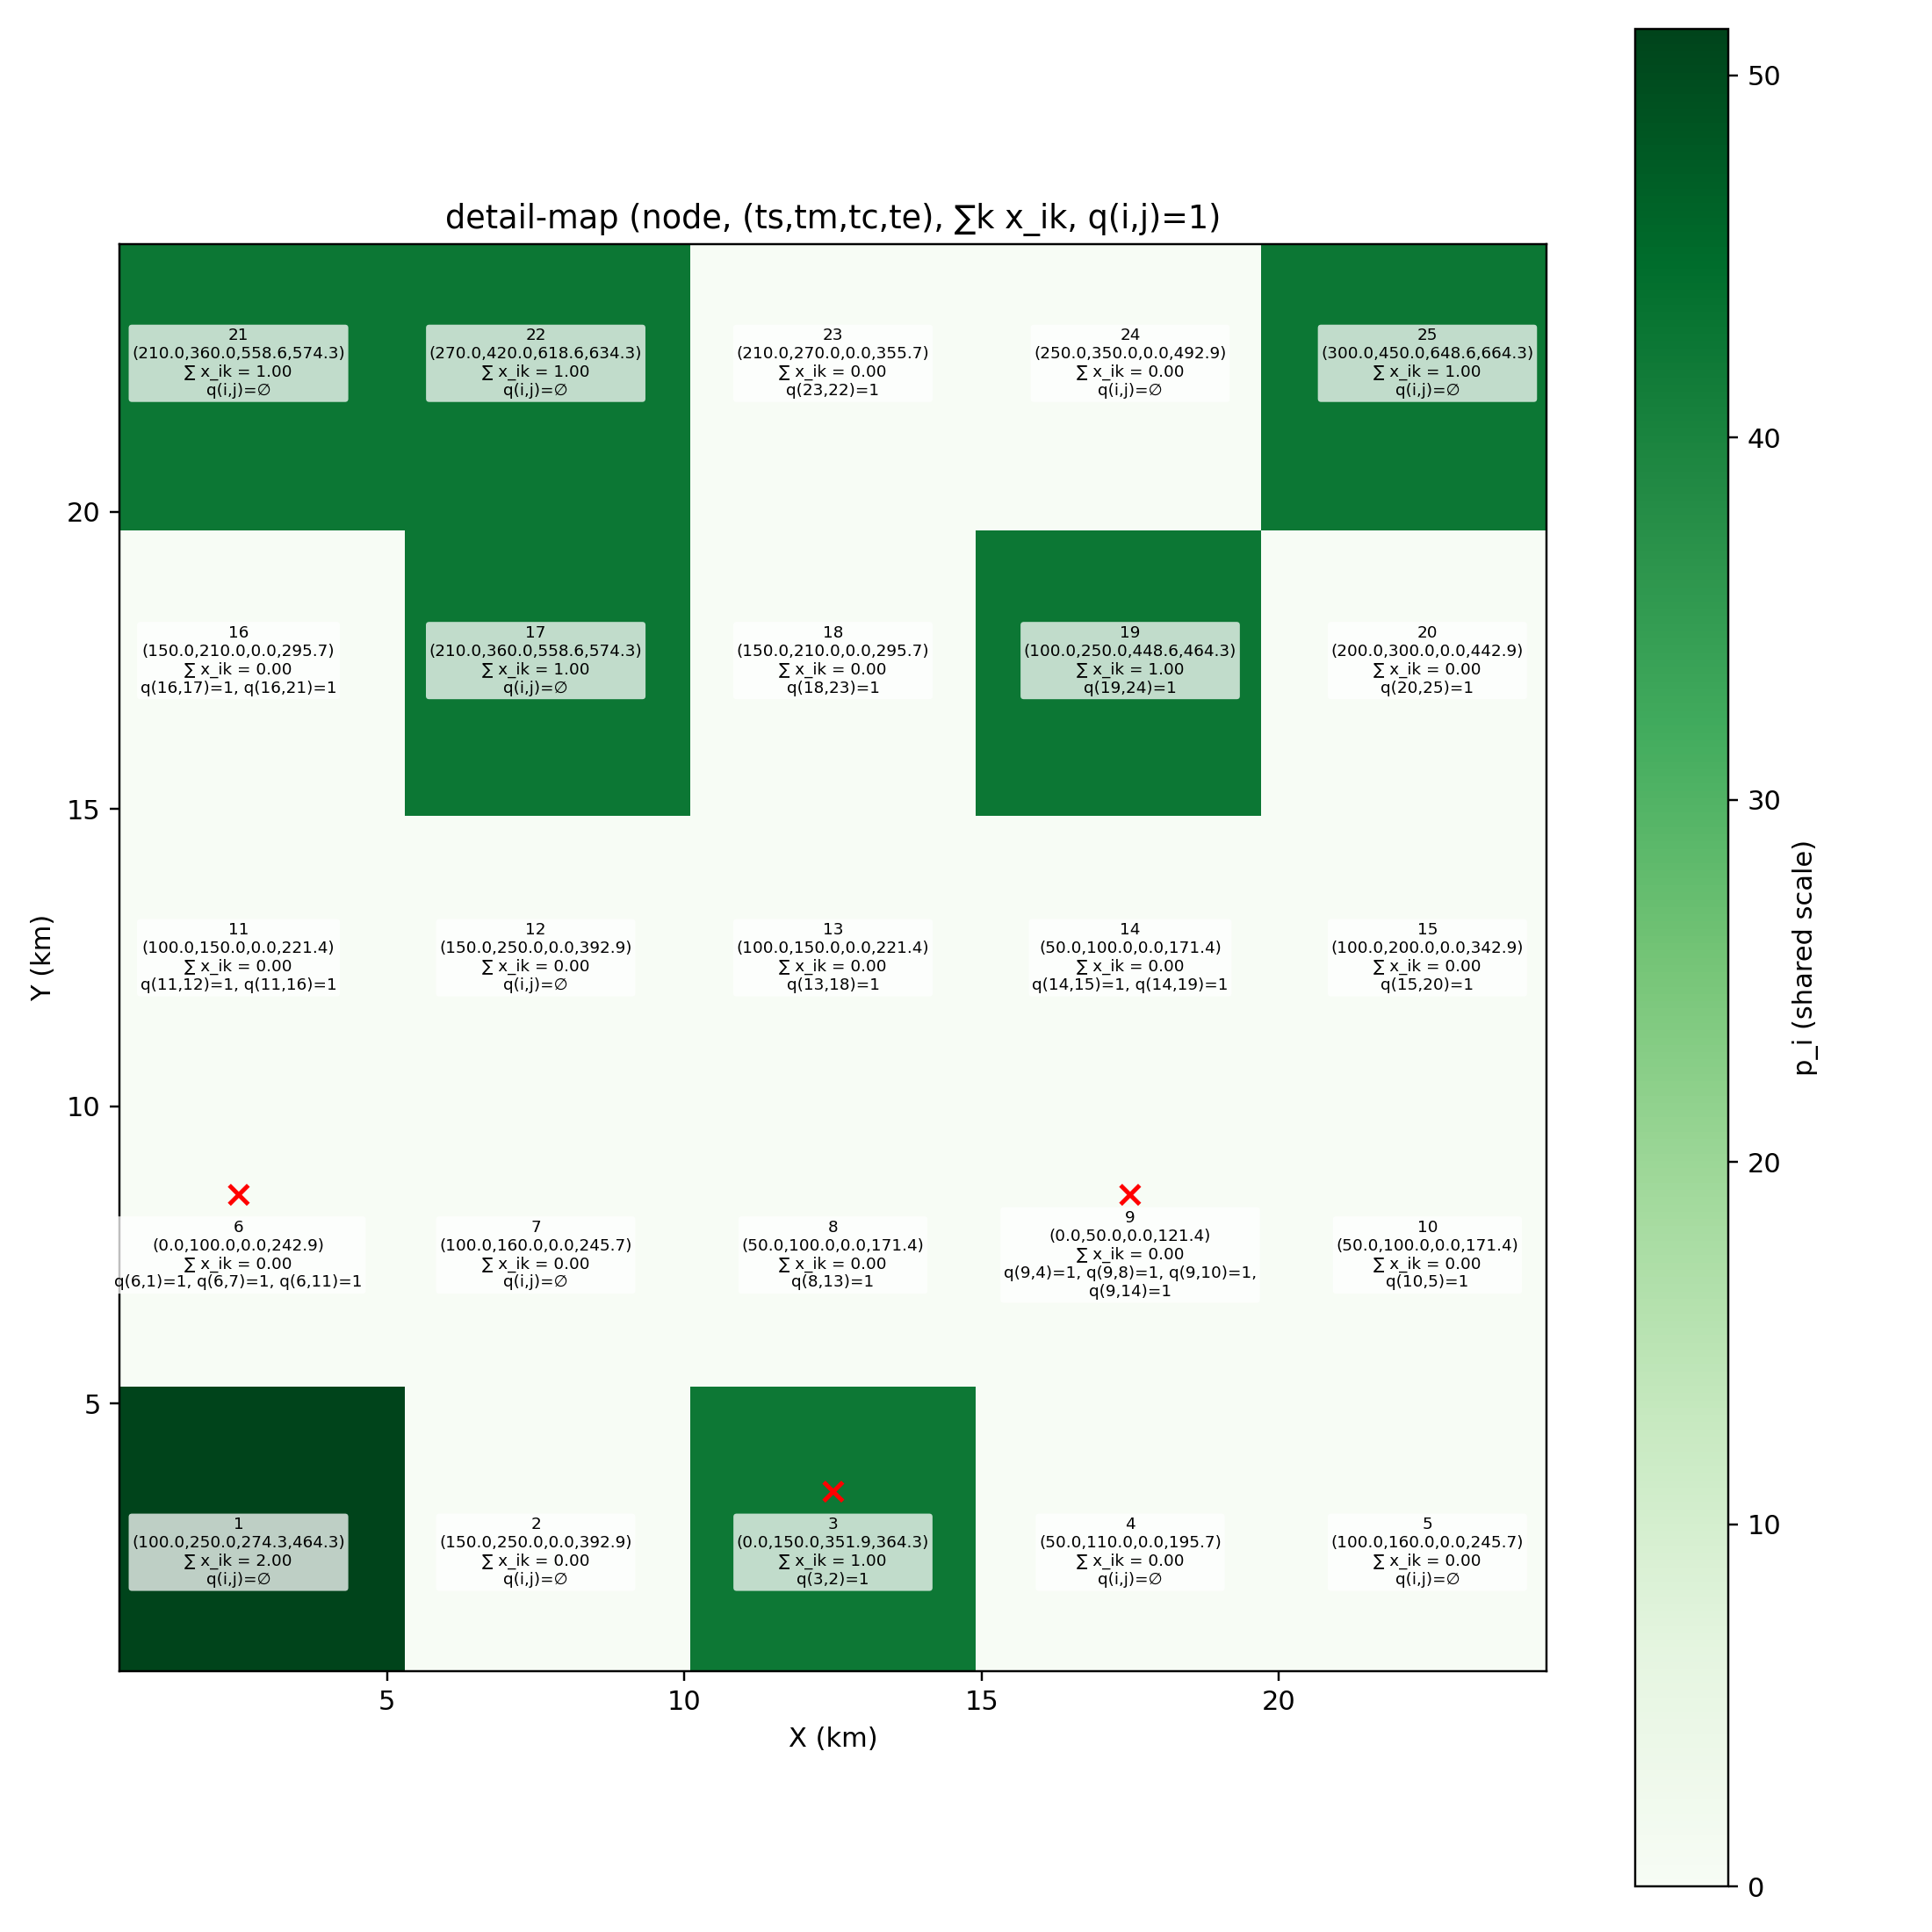 detail-map (node, (ts,tm,tc,te), ∑k x_ik, q(i,j)=1)
21
(210.0,360.0,558.6,574.3)
∑ x_ik = 1.00
q(i,j)=∅
22
(270.0,420.0,618.6,634.3)
∑ x_ik = 1.00
q(i,j)=∅
23
(210.0,270.0,0.0,355.7)
∑ x_ik = 0.00
q(23,22)=1
24
(250.0,350.0,0.0,492.9)
∑ x_ik = 0.00
q(i,j)=∅
25
(300.0,450.0,648.6,664.3)
∑ x_ik = 1.00
q(i,j)=∅
16
(150.0,210.0,0.0,295.7)
∑ x_ik = 0.00
q(16,17)=1, q(16,21)=1
17
(210.0,360.0,558.6,574.3)
∑ x_ik = 1.00
q(i,j)=∅
18
(150.0,210.0,0.0,295.7)
∑ x_ik = 0.00
q(18,23)=1
19
(100.0,250.0,448.6,464.3)
∑ x_ik = 1.00
q(19,24)=1
20
(200.0,300.0,0.0,442.9)
∑ x_ik = 0.00
q(20,25)=1
11
(100.0,150.0,0.0,221.4)
∑ x_ik = 0.00
q(11,12)=1, q(11,16)=1
12
(150.0,250.0,0.0,392.9)
∑ x_ik = 0.00
q(i,j)=∅
13
(100.0,150.0,0.0,221.4)
∑ x_ik = 0.00
q(13,18)=1
14
(50.0,100.0,0.0,171.4)
∑ x_ik = 0.00
q(14,15)=1, q(14,19)=1
15
(100.0,200.0,0.0,342.9)
∑ x_ik = 0.00
q(15,20)=1
6
(0.0,100.0,0.0,242.9)
∑ x_ik = 0.00
q(6,1)=1, q(6,7)=1, q(6,11)=1
7
(100.0,160.0,0.0,245.7)
∑ x_ik = 0.00
q(i,j)=∅
8
(50.0,100.0,0.0,171.4)
∑ x_ik = 0.00
q(8,13)=1
9
(0.0,50.0,0.0,121.4)
∑ x_ik = 0.00
q(9,4)=1, q(9,8)=1, q(9,10)=1,
q(9,14)=1
10
(50.0,100.0,0.0,171.4)
∑ x_ik = 0.00
q(10,5)=1
1
(100.0,250.0,274.3,464.3)
∑ x_ik = 2.00
q(i,j)=∅
2
(150.0,250.0,0.0,392.9)
∑ x_ik = 0.00
q(i,j)=∅
3
(0.0,150.0,351.9,364.3)
∑ x_ik = 1.00
q(3,2)=1
4
(50.0,110.0,0.0,195.7)
∑ x_ik = 0.00
q(i,j)=∅
5
(100.0,160.0,0.0,245.7)
∑ x_ik = 0.00
q(i,j)=∅
20
15
10
5
Y (km)
5
10
15
20
X (km)
50
40
30
20
10
0
p_i (shared scale)